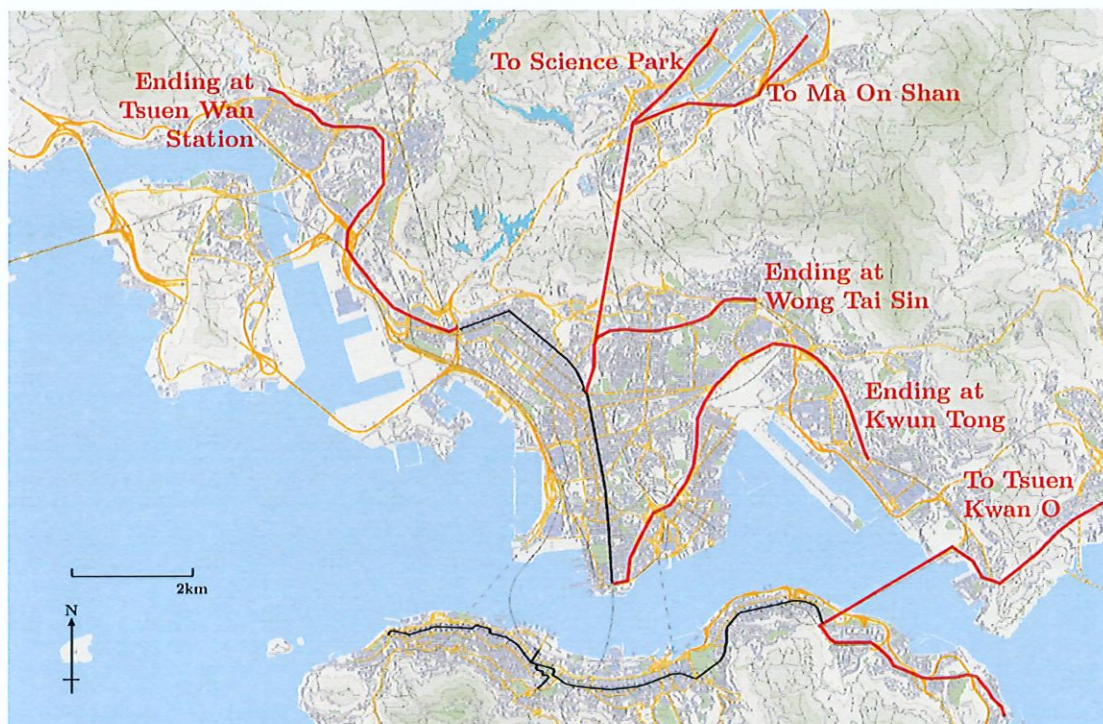 To Science Park
Ending at
Tsuen Wan
Station
To Ma On Shan
Ending at
Wong Tai Sin
Ending at
Kwun Tong
To Tsuen
Kwan O
2km
N